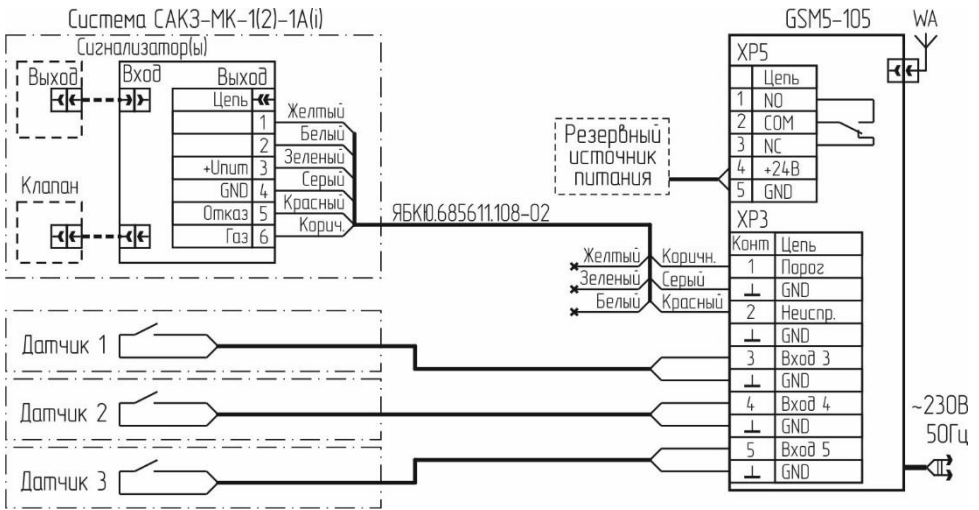 Система САКЗ-МК-1(2)-1А(i)
GSM5-105
WA
Сигнализатор(ы)
Выход
Вход
Выход
Цепь
1
2
+Uпит 3
GND 4
Отказ 5
Газ 6
Желтый
Белый
Зеленый
Серый
Красный
Корич.
Клапан
ЯБКЮ.685611.108-02
Резервный
источник
питания
XP5
Цепь
1 NO
2 COM
3 NC
4 +24В
5 GND
XP3
Конт Цепь
1 Порог
⊥ GND
2 Неиспр.
⊥ GND
3 Вход 3
⊥ GND
4 Вход 4
⊥ GND
5 Вход 5
⊥ GND
Желтый Коричн.
Зеленый Серый
Белый Красный
Датчик 1
Датчик 2
Датчик 3
~230В
50Гц